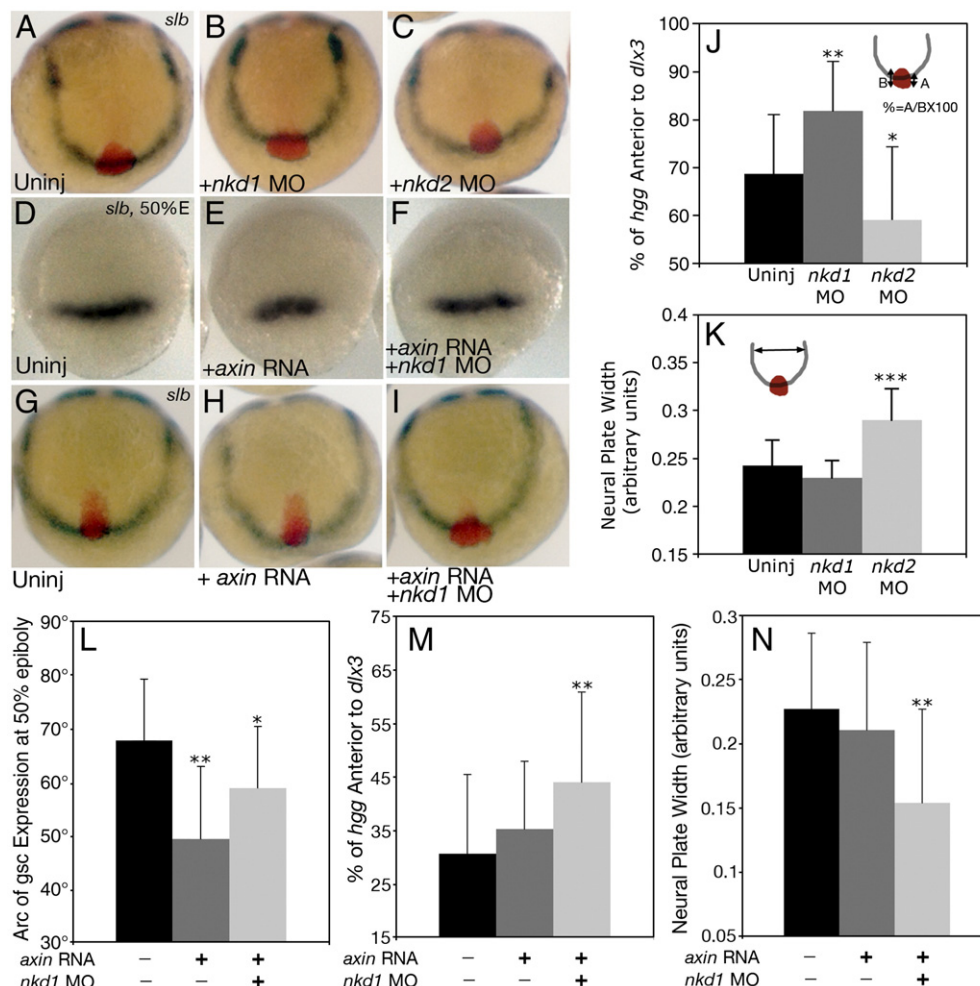 A
slb
Uninj
B
+nkd1 MO
C
+nkd2 MO
D
slb, 50%E
Uninj
E
+axin RNA
F
+axin RNA
+nkd1 MO
G
slb
Uninj
H
+ axin RNA
I
+axin RNA
+nkd1 MO
J
% of hgg Anterior to dlx3
100
90
80
70
60
50
**
*
B
A
%=A/BX100
Uninj
nkd1
MO
nkd2
MO
K
Neural Plate Width
(arbitrary units)
0.4
0.35
0.3
0.25
0.2
0.15
***
Uninj
nkd1
MO
nkd2
MO
L
Arc of gsc Expression at 50% epiboly
90°
80°
70°
60°
50°
40°
30°
**
*
axin RNA − + +
nkd1 MO − − +
M
% of hgg Anterior to dlx3
75
65
55
45
35
25
15
**
axin RNA − + +
nkd1 MO − − +
N
Neural Plate Width (arbitrary units)
0.3
0.25
0.2
0.15
0.1
0.05
**
axin RNA − + +
nkd1 MO − − +